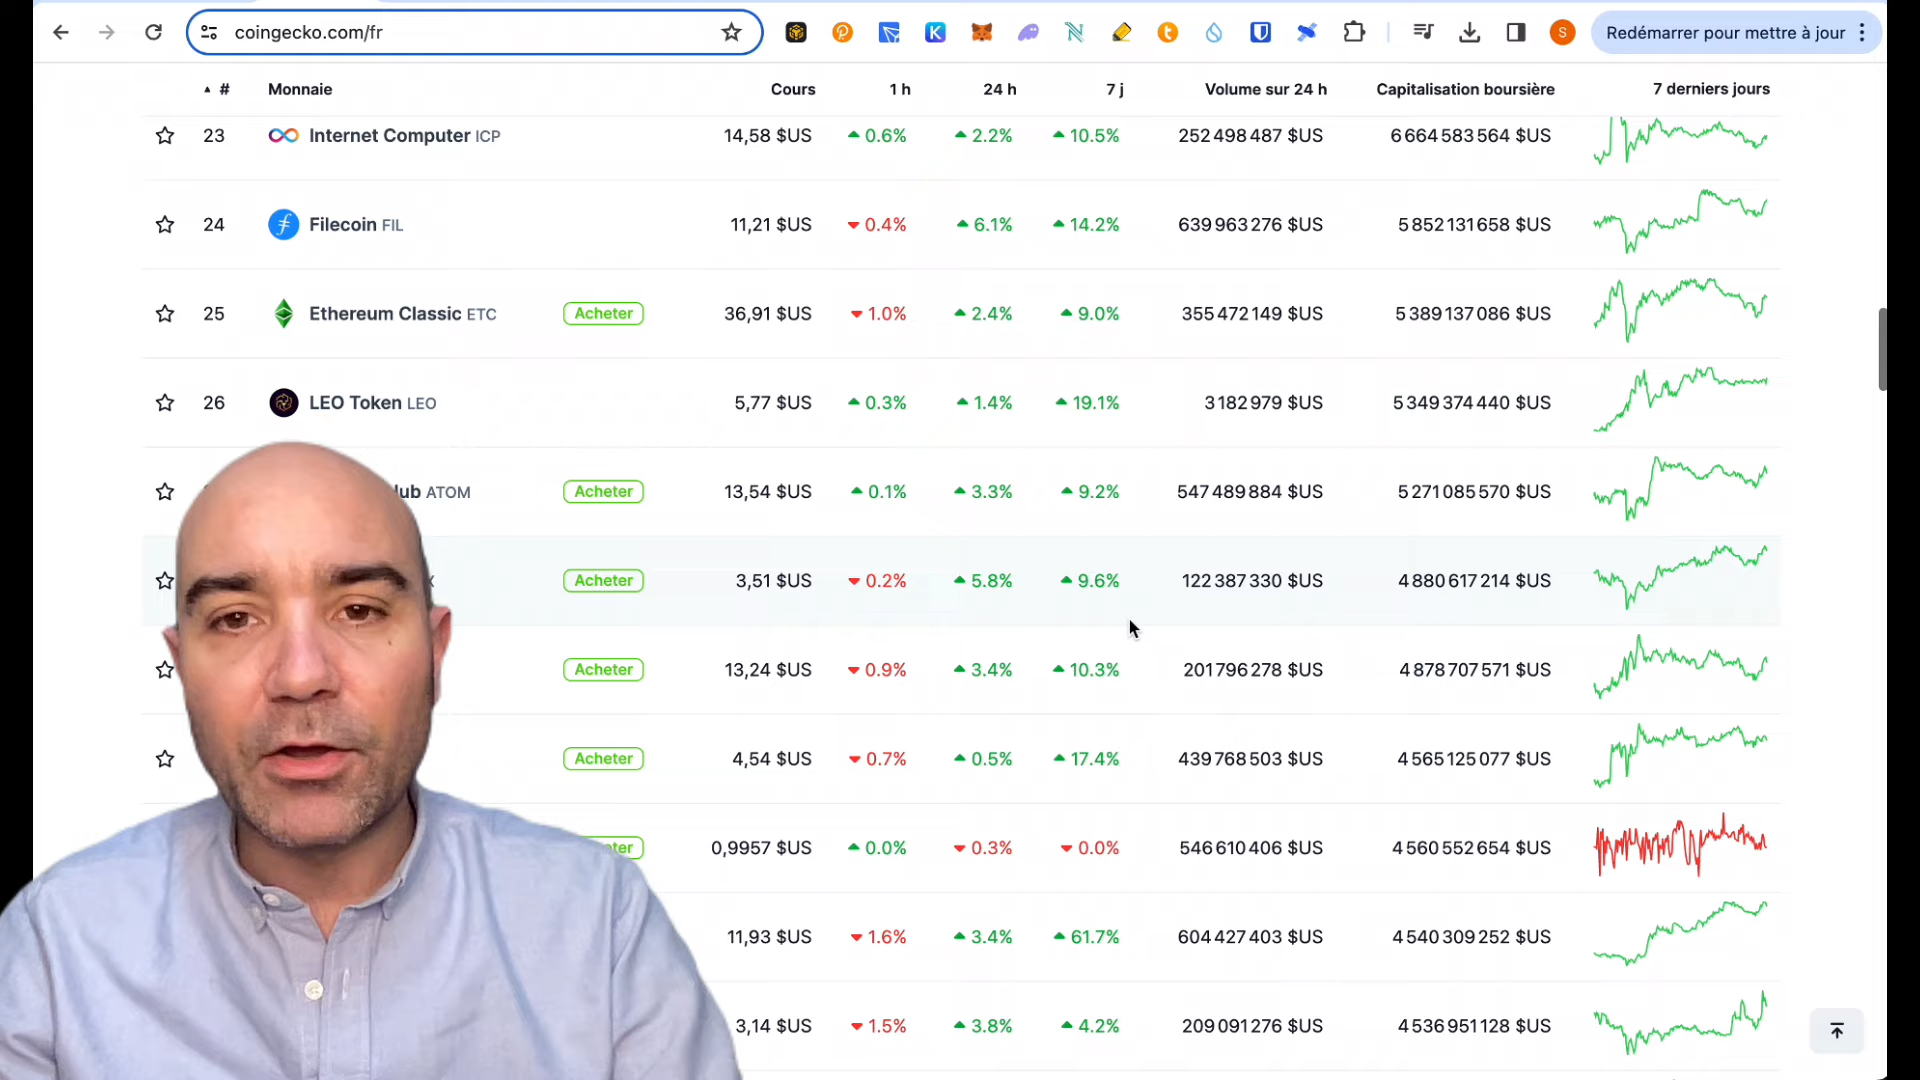 coingecko.com/fr
S
Redémarrer pour mettre à jour
# Monnaie Cours 1 h 24 h 7 j Volume sur 24 h Capitalisation boursière 7 derniers jours
23 Internet Computer ICP 14,58 $US 0.6% 2.2% 10.5% 252 498 487 $US 6 664 583 564 $US
24 Filecoin FIL 11,21 $US 0.4% 6.1% 14.2% 639 963 276 $US 5 852 131 658 $US
25 Ethereum Classic ETC Acheter 36,91 $US 1.0% 2.4% 9.0% 355 472 149 $US 5 389 137 086 $US
26 LEO Token LEO 5,77 $US 0.3% 1.4% 19.1% 3 182 979 $US 5 349 374 440 $US
ATOM Acheter 13,54 $US 0.1% 3.3% 9.2% 547 489 884 $US 5 271 085 570 $US
Acheter 3,51 $US 0.2% 5.8% 9.6% 122 387 330 $US 4 880 617 214 $US
Acheter 13,24 $US 0.9% 3.4% 10.3% 201 796 278 $US 4 878 707 571 $US
Acheter 4,54 $US 0.7% 0.5% 17.4% 439 768 503 $US 4 565 125 077 $US
0,9957 $US 0.0% 0.3% 0.0% 546 610 406 $US 4 560 552 654 $US
11,93 $US 1.6% 3.4% 61.7% 604 427 403 $US 4 540 309 252 $US
3,14 $US 1.5% 3.8% 4.2% 209 091 276 $US 4 536 951 128 $US